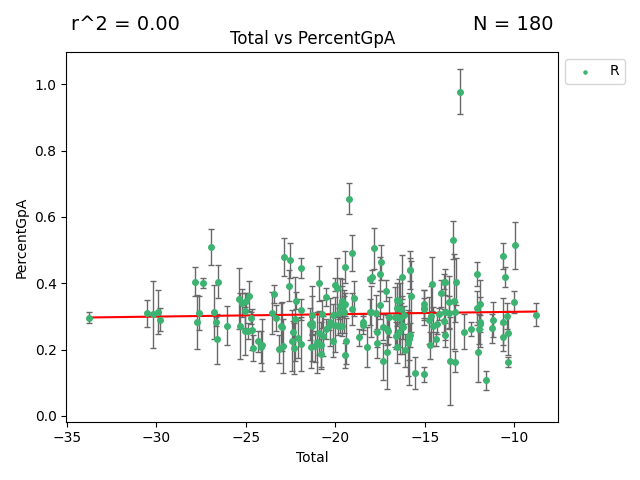 r^2 = 0.00
N = 180
Total vs PercentGpA
R
1.0
0.8
0.6
0.4
0.2
0.0
PercentGpA
−35
−30
−25
−20
−15
−10
Total